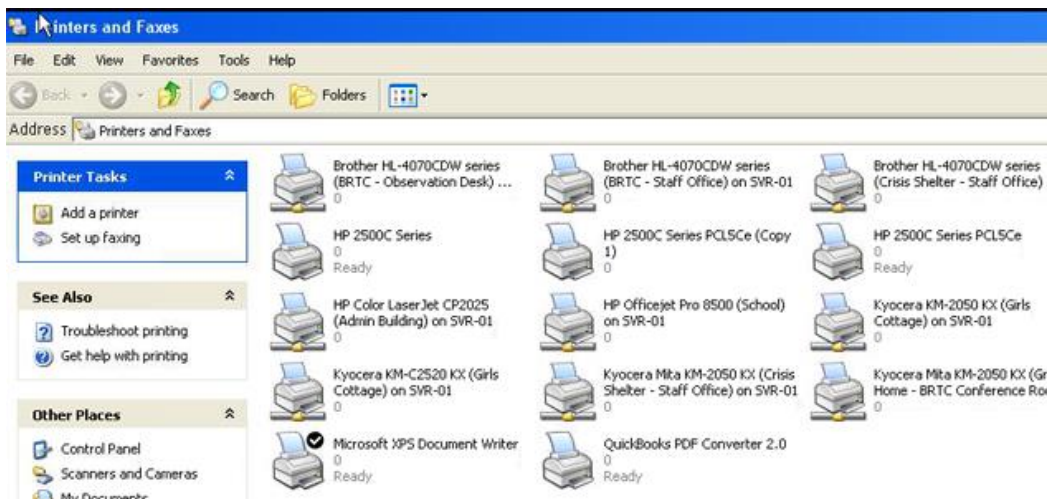 Printers and Faxes
File Edit View Favorites Tools Help
Back Search Folders
Address Printers and Faxes
Printer Tasks
Add a printer
Set up faxing
See Also
Troubleshoot printing
Get help with printing
Other Places
Control Panel
Scanners and Cameras
My Documents
Brother HL-4070CDW series
(BRTC - Observation Desk) ...
0
Brother HL-4070CDW series
(BRTC - Staff Office) on SVR-01
0
Brother HL-4070CDW series
(Crisis Shelter - Staff Office)
0
HP 2500C Series
0
Ready
HP 2500C Series PCL5Ce (Copy
1)
0
HP 2500C Series PCL5Ce
0
Ready
HP Color LaserJet CP2025
(Admin Building) on SVR-01
0
HP Officejet Pro 8500 (School)
on SVR-01
0
Kyocera KM-2050 KX (Girls
Cottage) on SVR-01
0
Kyocera KM-C2520 KX (Girls
Cottage) on SVR-01
0
Kyocera Mita KM-2050 KX (Crisis
Shelter - Staff Office) on SVR-01
0
Kyocera Mita KM-2050 KX (Gr
Home - BRTC Conference Ro
0
Microsoft XPS Document Writer
0
Ready
QuickBooks PDF Converter 2.0
0
Ready